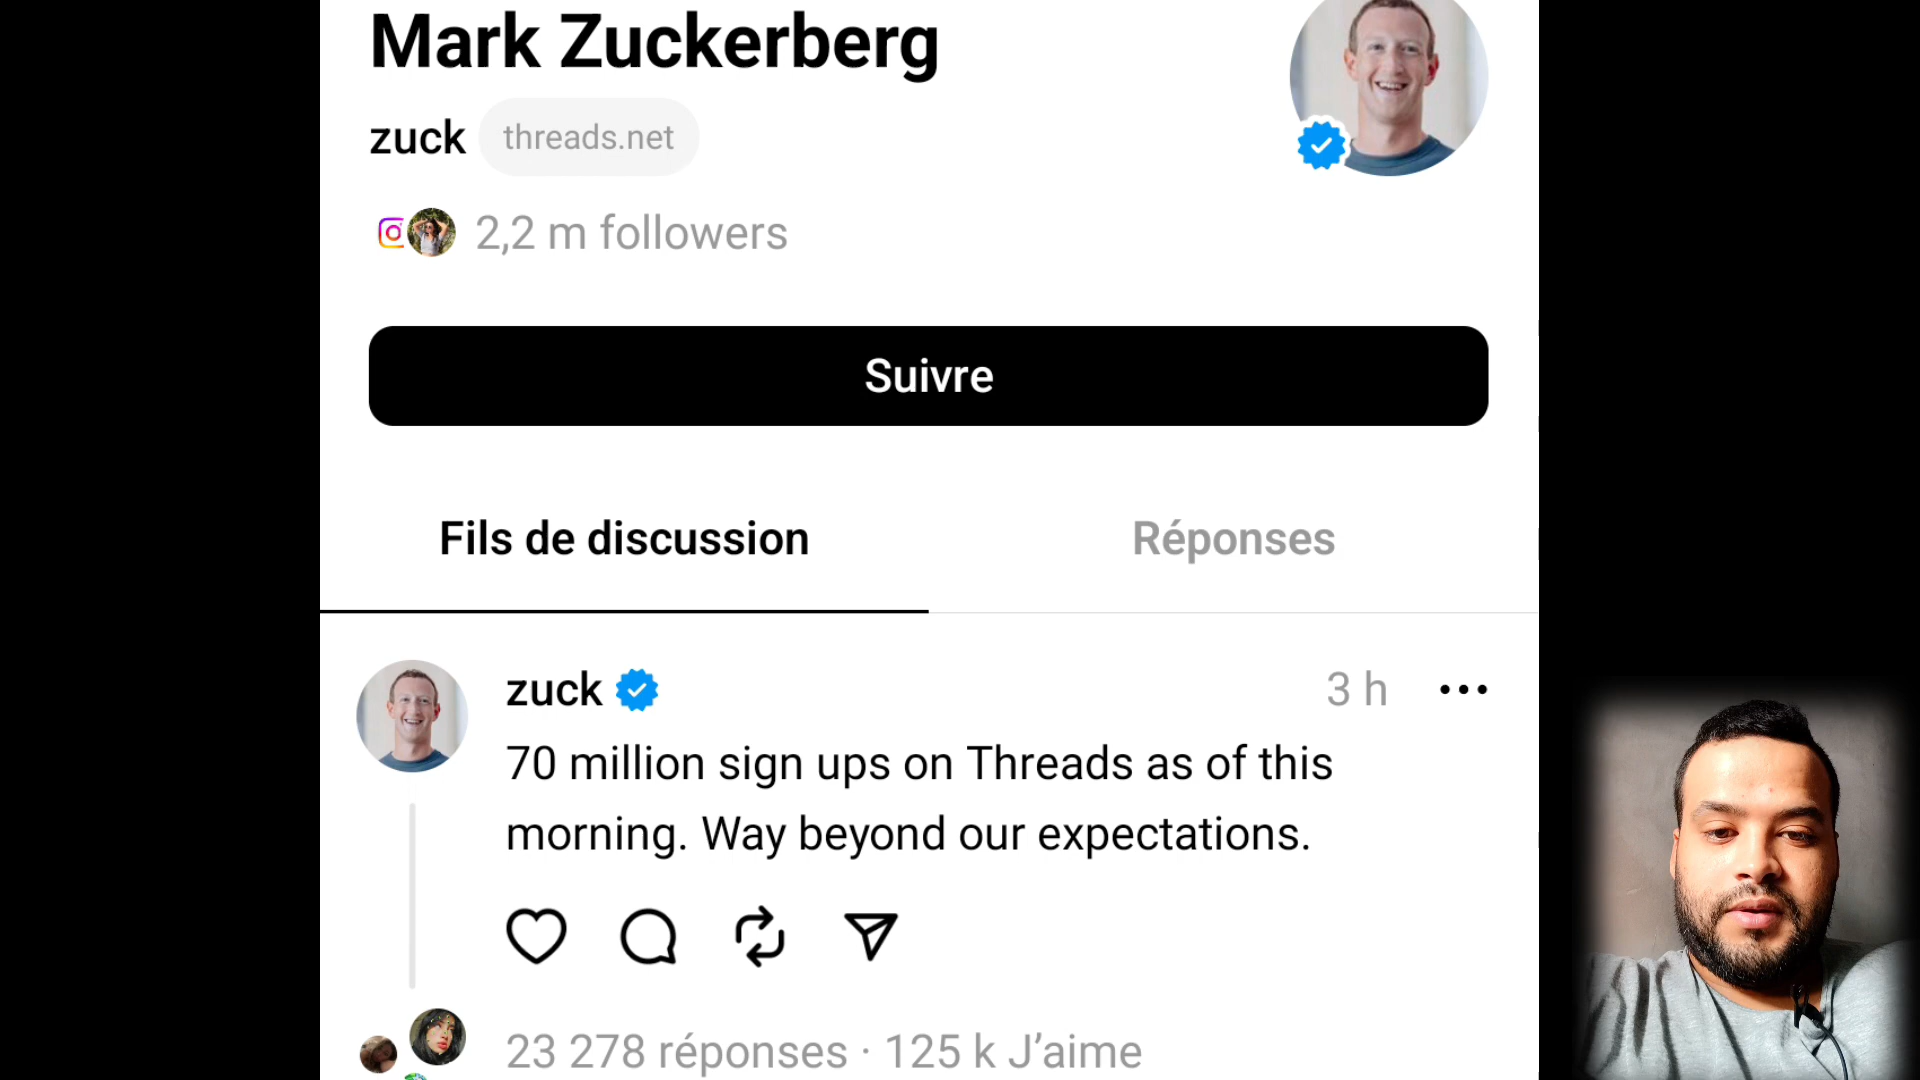 Mark Zuckerberg
zuck threads.net
2,2 m followers
Suivre
Fils de discussion Réponses
zuck 3 h
70 million sign ups on Threads as of this
morning. Way beyond our expectations.
23 278 réponses · 125 k J’aime